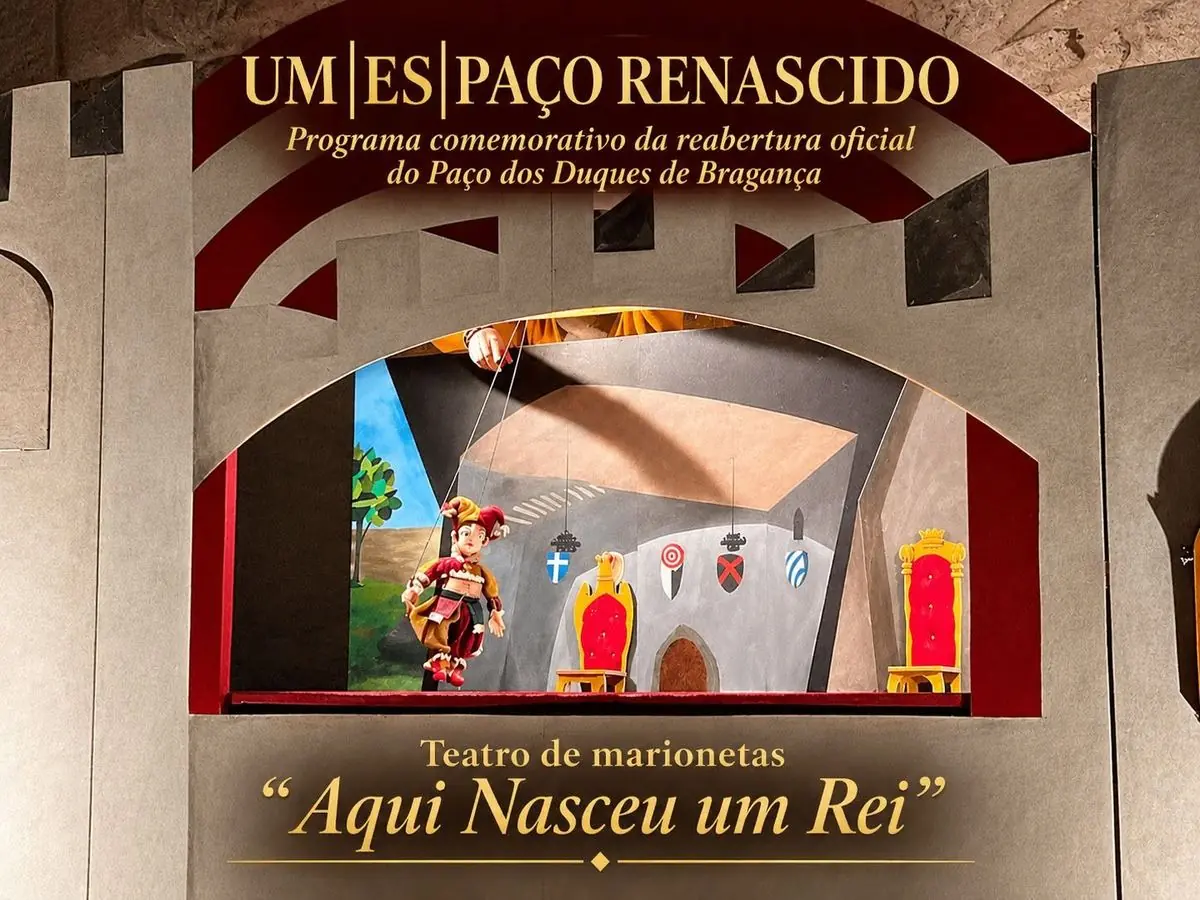 UM|ES|PAÇO RENASCIDO
Programa comemorativo da reabertura oficial
do Paço dos Duques de Bragança
Teatro de marionetas
“Aqui Nasceu um Rei”